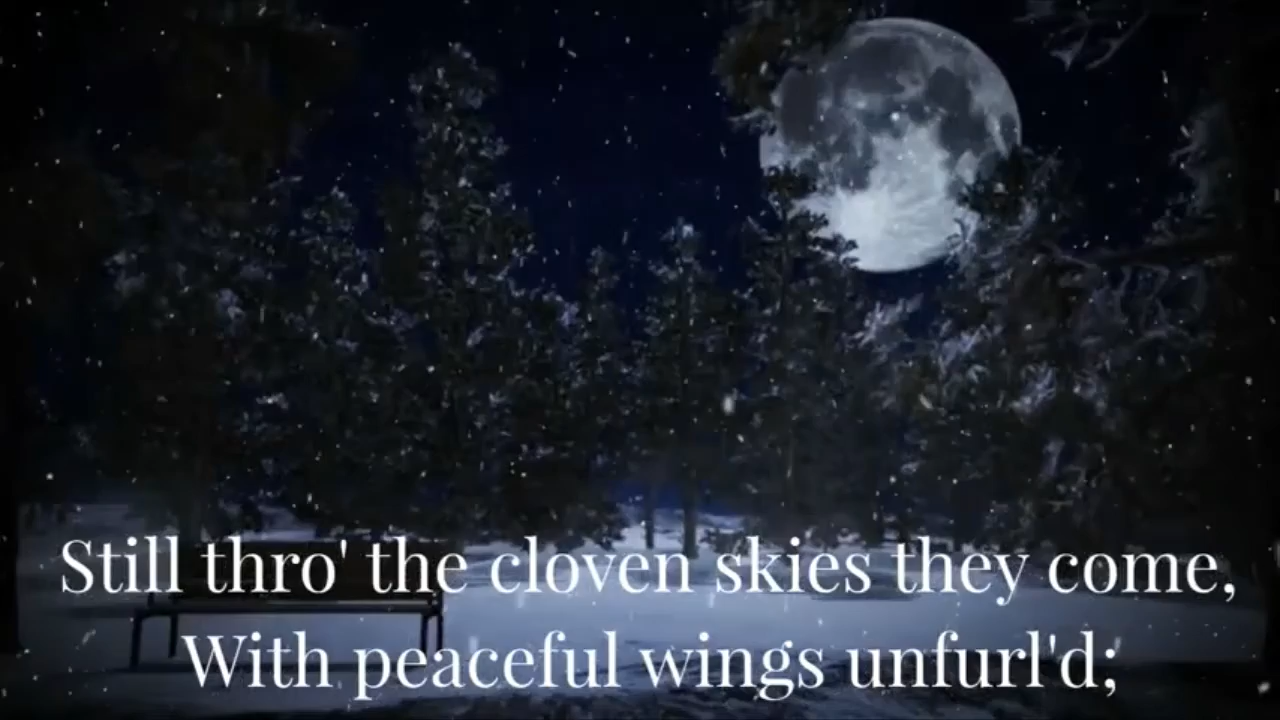 Still thro' the cloven skies they come,
With peaceful wings unfurl'd;